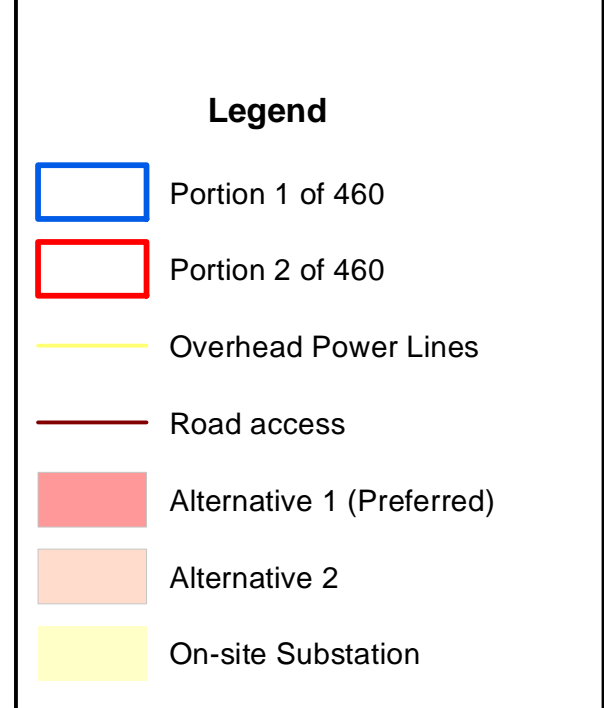 Legend
Portion 1 of 460
Portion 2 of 460
Overhead Power Lines
Road access
Alternative 1 (Preferred)
Alternative 2
On-site Substation